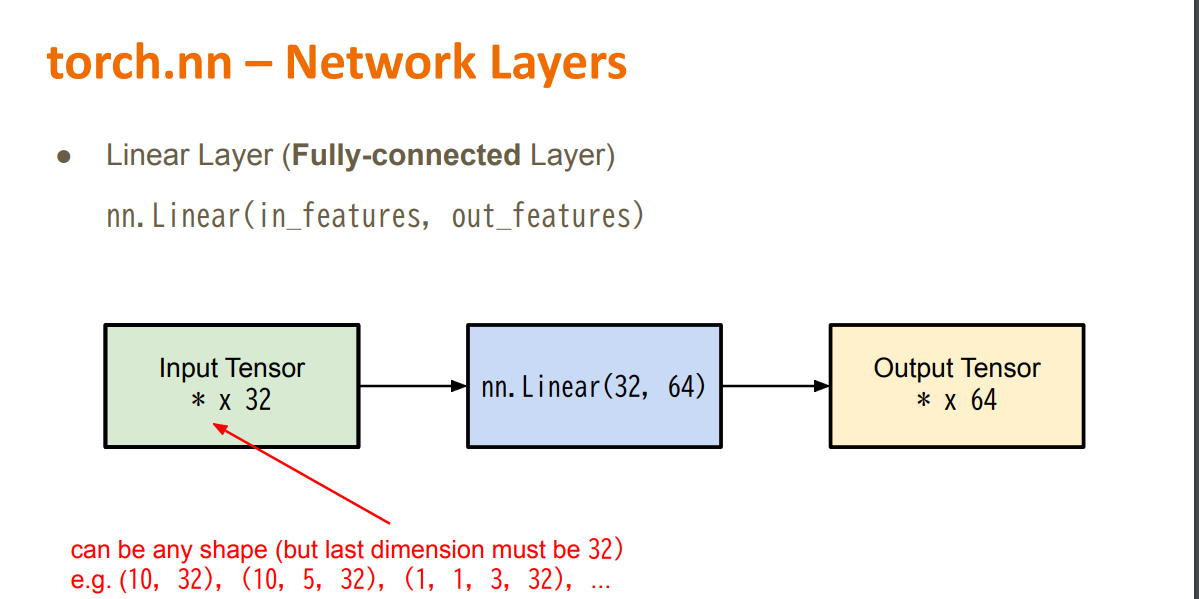 torch.nn – Network Layers
● Linear Layer (Fully-connected Layer)
nn.Linear(in_features, out_features)
Input Tensor
* x 32
nn.Linear(32, 64)
Output Tensor
* x 64
can be any shape (but last dimension must be 32)
e.g. (10, 32), (10, 5, 32), (1, 1, 3, 32), ...